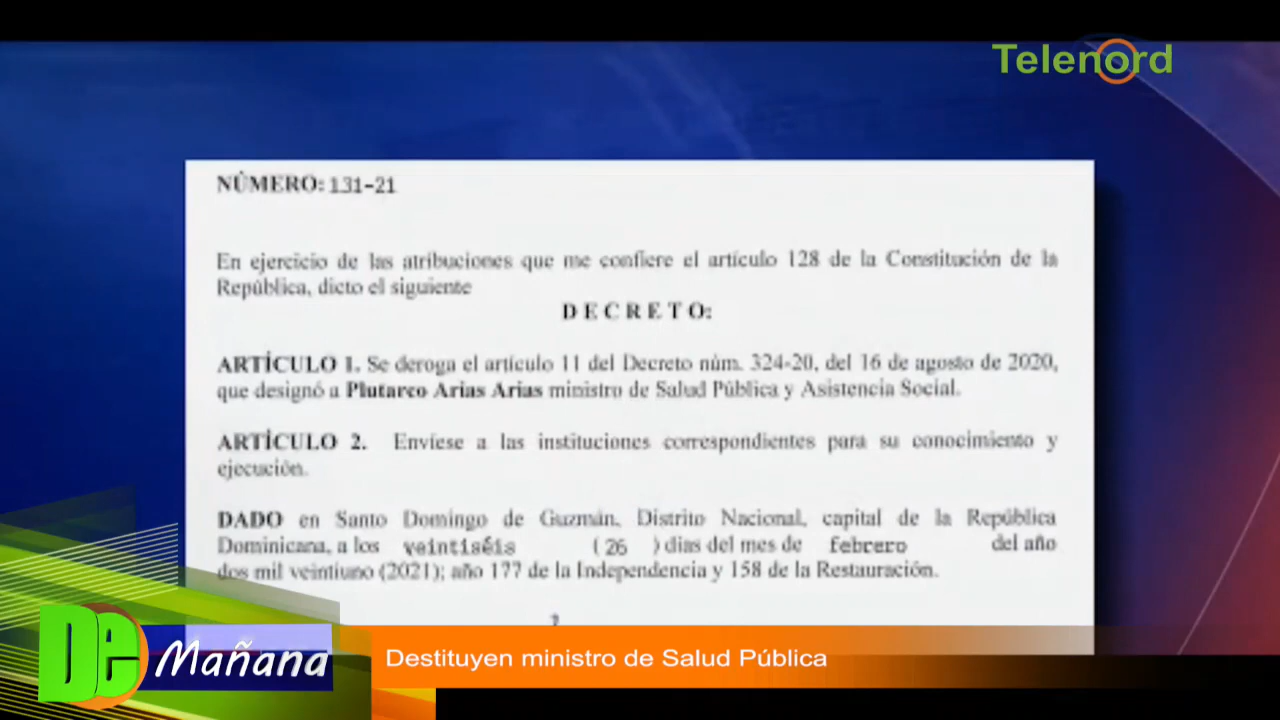 Telenord
NÚMERO: 131-21
En ejercicio de las atribuciones que me confiere el artículo 128 de la Constitución de la
República, dicto el siguiente
DECRETO:
ARTÍCULO 1. Se deroga el artículo 11 del Decreto núm. 324-20, del 16 de agosto de 2020,
que designó a Plutarco Arias Arias ministro de Salud Pública y Asistencia Social.
ARTÍCULO 2. Envíese a las instituciones correspondientes para su conocimiento y
ejecución.
DADO en Santo Domingo de Guzmán, Distrito Nacional, capital de la República
Dominicana, a los veintiséis (26) días del mes de febrero del año
dos mil veintiuno (2021); año 177 de la Independencia y 158 de la Restauración.
De Mañana
Destituyen ministro de Salud Pública